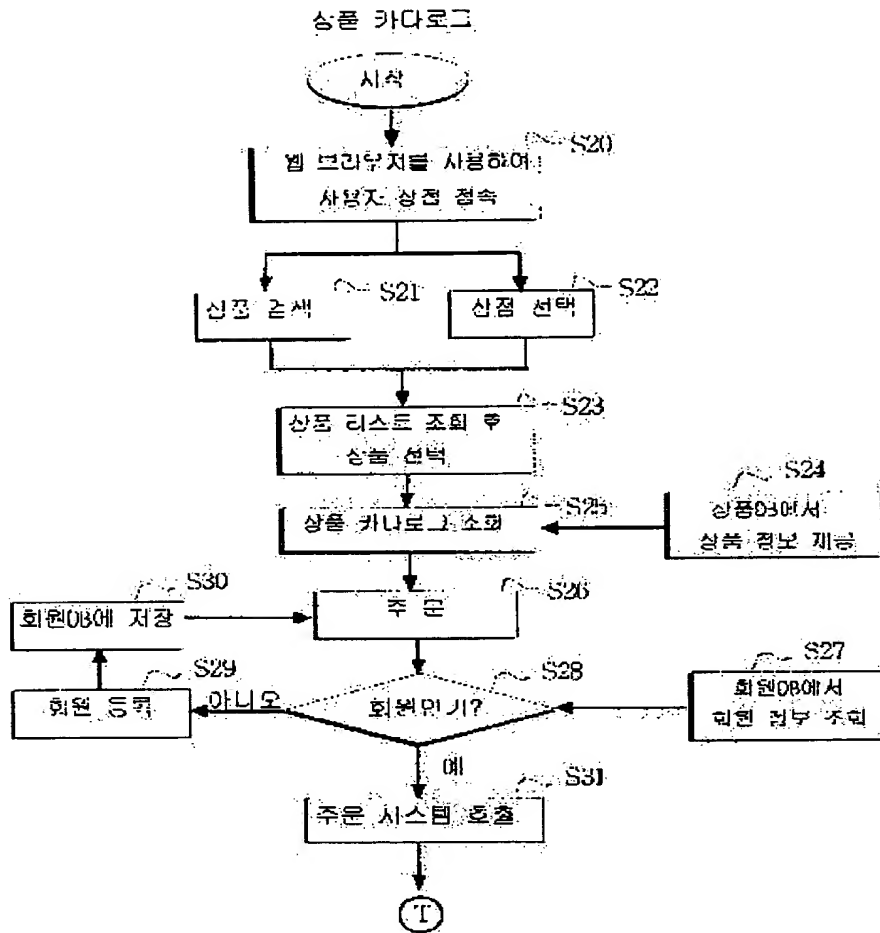 상품 카다로그
시작
S20
웹 브라우저를 사용하여
사용자 상점 접속
S21
상품 검색
S22
상점 선택
S23
상품 리스트 조회 후
상품 선택
S24
상품DB에서
상품 정보 제공
S25
상품 카다로그 조회
S30
회원DB에 저장
S26
주문
S29
회원 등록
아니오
S28
회원인가?
S27
회원DB에서
회원 정보 조회
예
S31
주문 시스템 호출
T